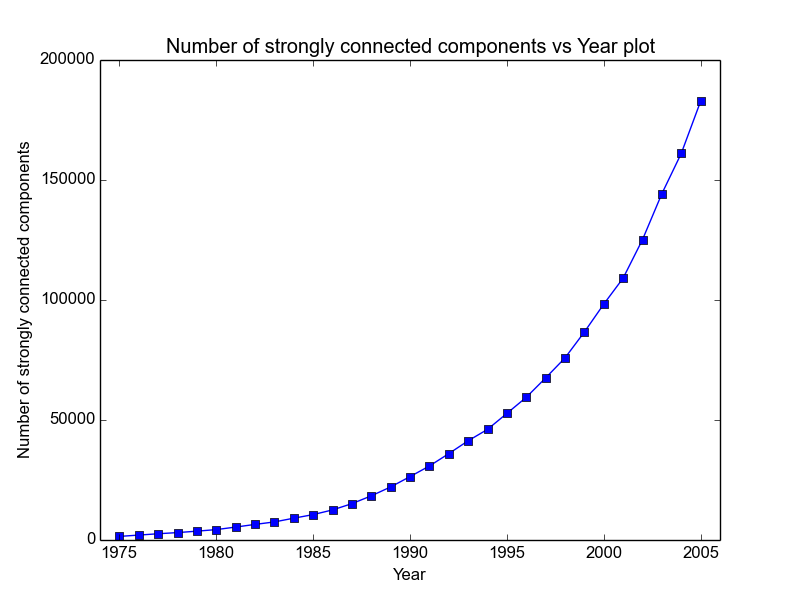 Number of strongly connected components vs Year plot
200000
150000
100000
50000
0
Number of strongly connected components
1975 1980 1985 1990 1995 2000 2005
Year